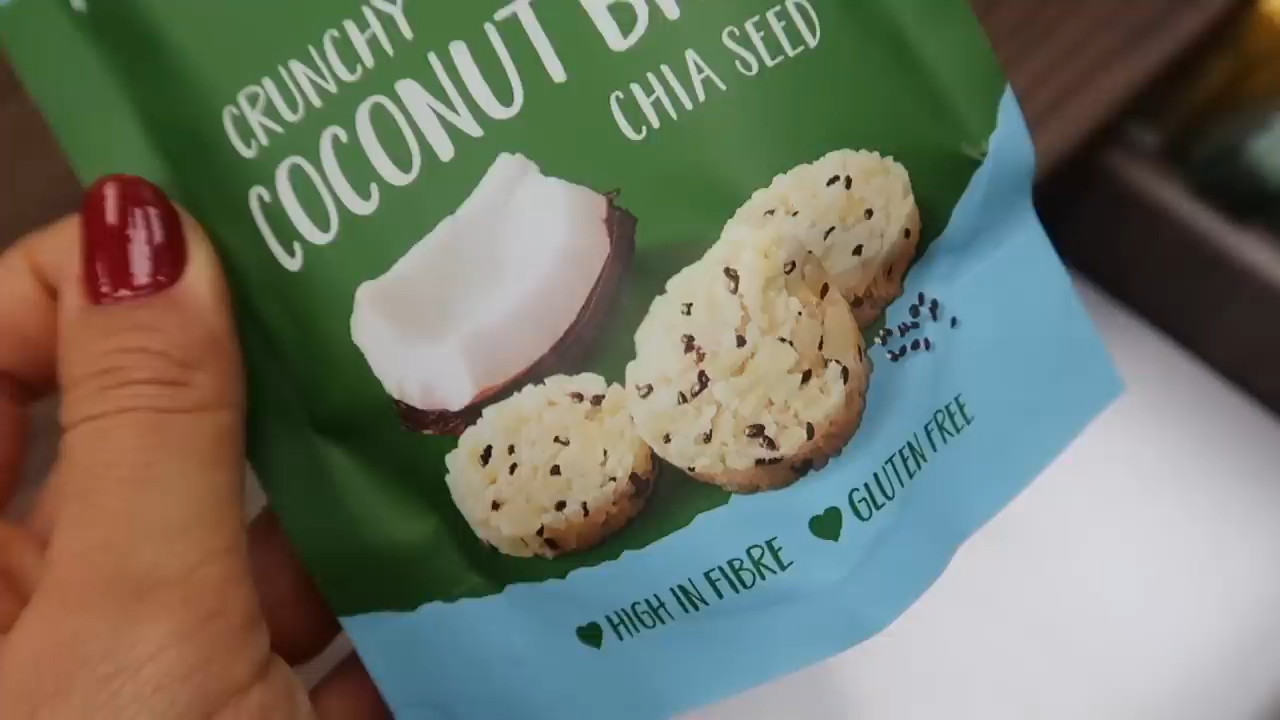 CRUNCHY
COCONUT
CHIA SEED
HIGH IN FIBRE
GLUTEN FREE